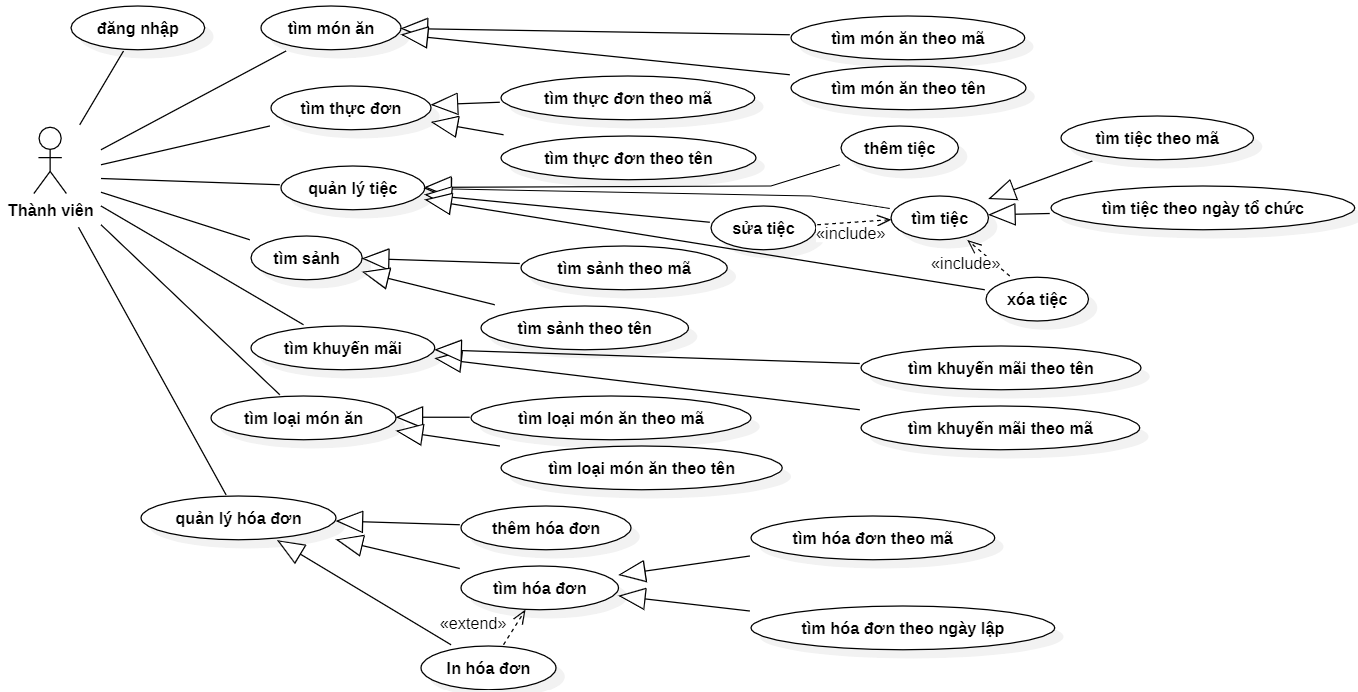 đăng nhập
tìm món ăn
tìm món ăn theo mã
tìm món ăn theo tên
tìm thực đơn
tìm thực đơn theo mã
tìm thực đơn theo tên
Thành viên
quản lý tiệc
thêm tiệc
tìm tiệc theo mã
tìm tiệc theo ngày tổ chức
tìm tiệc
sửa tiệc
«include»
«include»
xóa tiệc
tìm sảnh
tìm sảnh theo mã
tìm sảnh theo tên
tìm khuyến mãi
tìm khuyến mãi theo tên
tìm khuyến mãi theo mã
tìm loại món ăn
tìm loại món ăn theo mã
tìm loại món ăn theo tên
quản lý hóa đơn
thêm hóa đơn
tìm hóa đơn
tìm hóa đơn theo mã
tìm hóa đơn theo ngày lập
«extend»
In hóa đơn